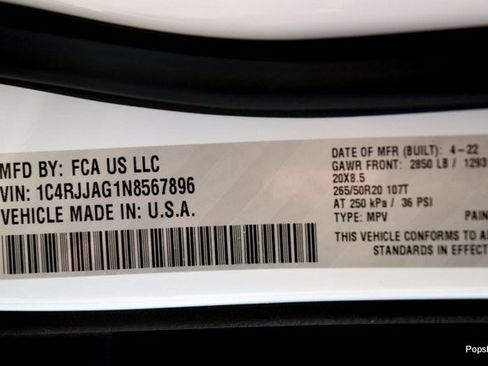 MFD BY: FCA US LLC
VIN: 1C4RJJAG1N8567896
VEHICLE MADE IN: U.S.A.
DATE OF MFR (BUILT): 4-22
GAWR FRONT: 2850 LB / 1293
20X8.5
265/50R20 107T
AT 250 kPa / 36 PSI
TYPE: MPV PAIN
THIS VEHICLE CONFORMS TO A
STANDARDS IN EFFECT